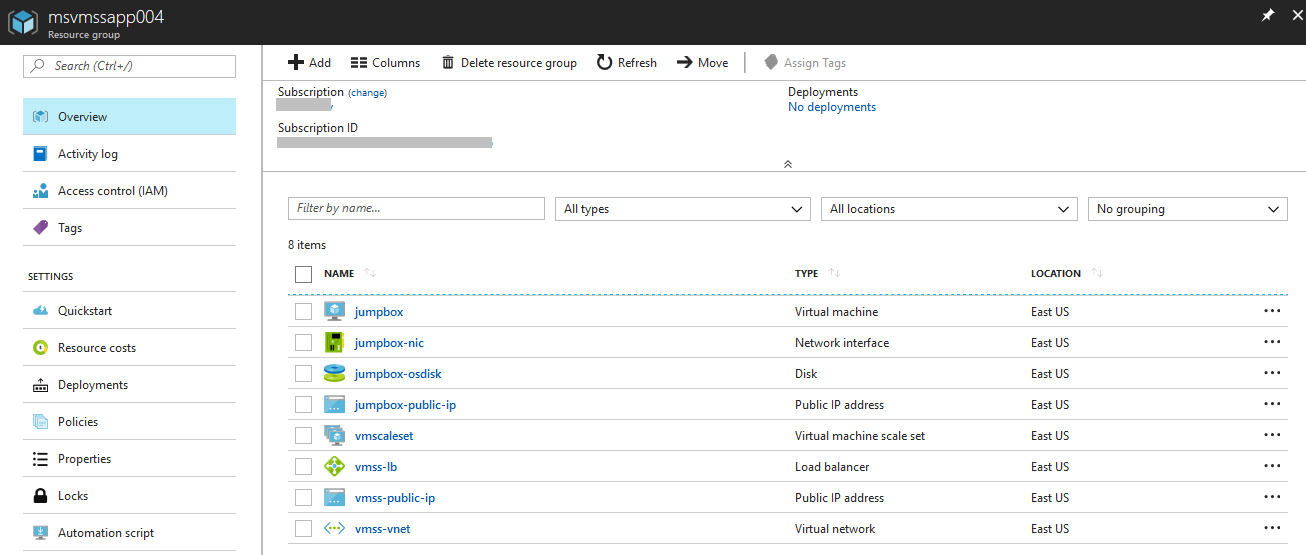 msvmssapp004
Resource group
Search (Ctrl+/)
Overview
Activity log
Access control (IAM)
Tags
SETTINGS
Quickstart
Resource costs
Deployments
Policies
Properties
Locks
Automation script
Add Columns Delete resource group Refresh Move Assign Tags
Subscription (change)
Subscription ID
Deployments
No deployments
Filter by name...
All types
All locations
No grouping
8 items
NAME TYPE LOCATION
jumpbox Virtual machine East US
jumpbox-nic Network interface East US
jumpbox-osdisk Disk East US
jumpbox-public-ip Public IP address East US
vmscaleset Virtual machine scale set East US
vmss-lb Load balancer East US
vmss-public-ip Public IP address East US
vmss-vnet Virtual network East US